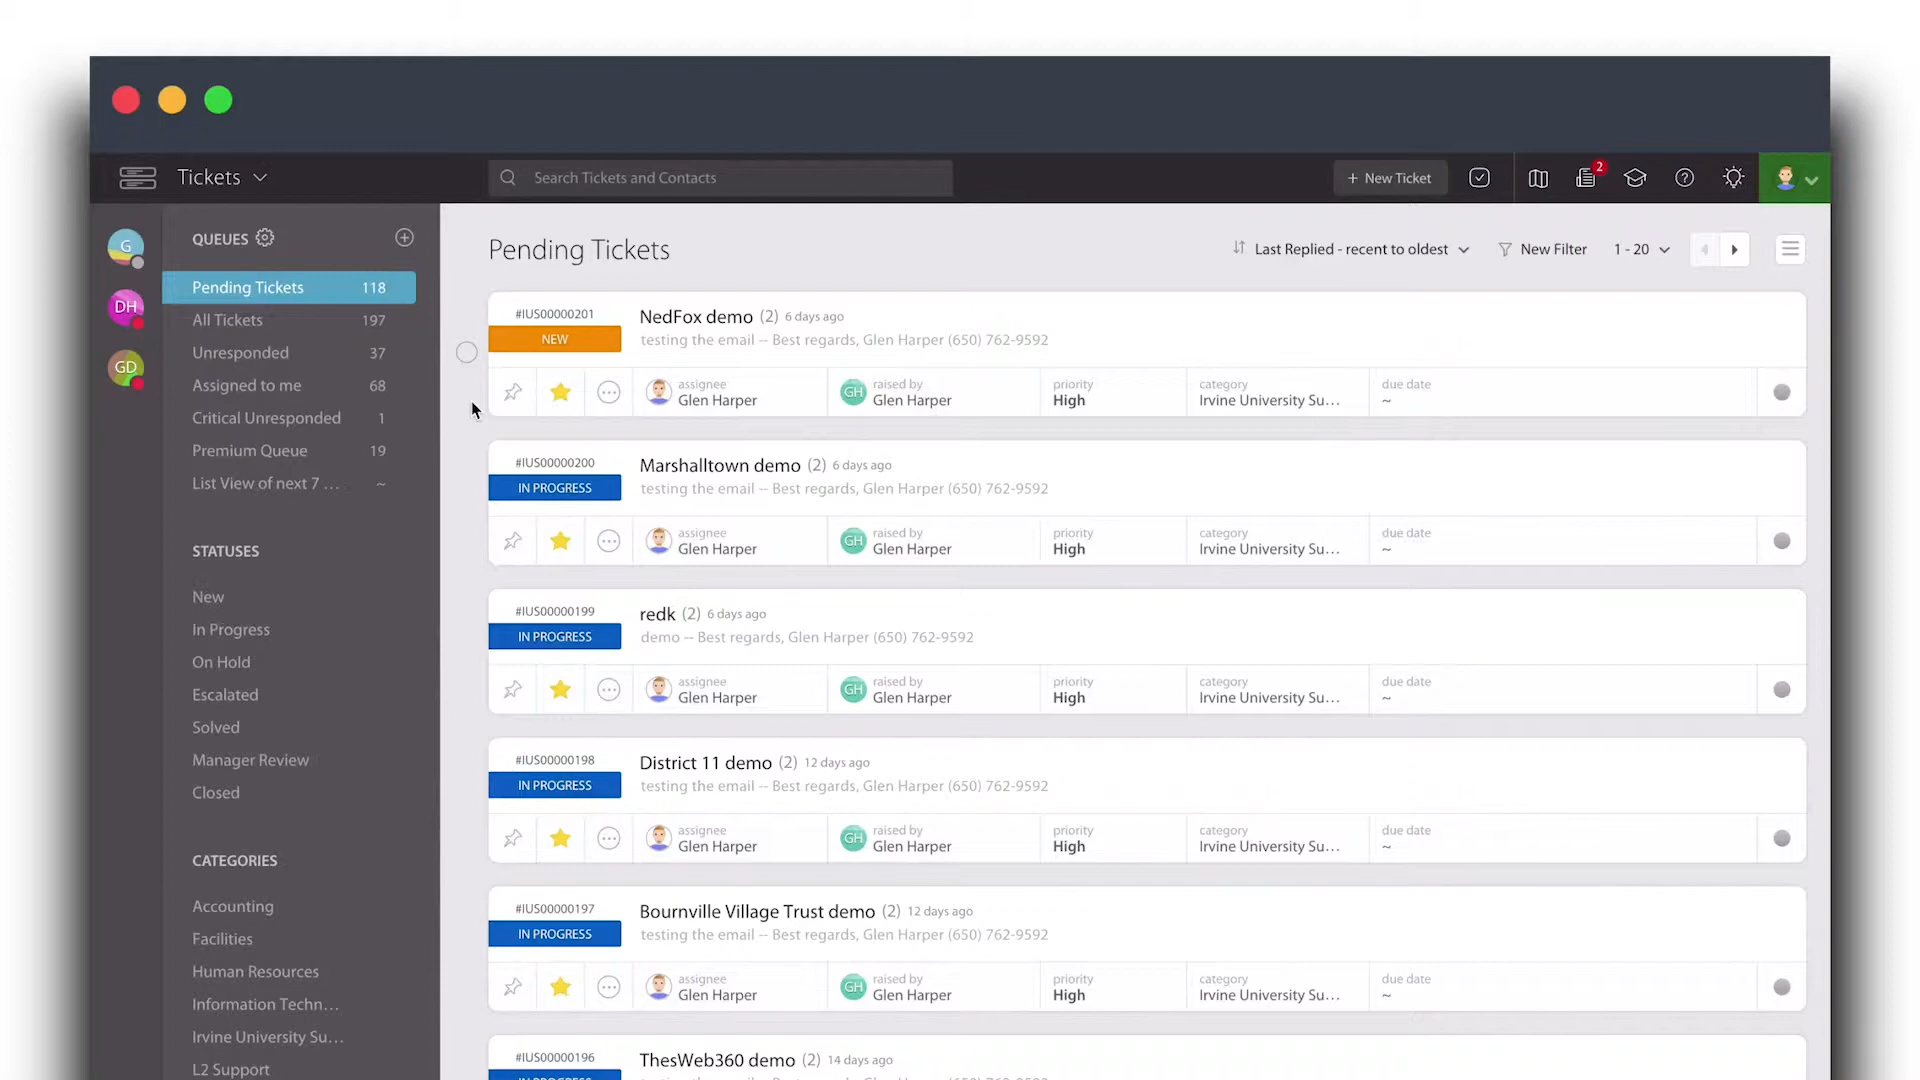 Tickets
Search Tickets and Contacts
+ New Ticket
2
G
DH
GD
QUEUES
Pending Tickets 118
All Tickets 197
Unresponded 37
Assigned to me 68
Critical Unresponded 1
Premium Queue 19
List View of next 7 ... ~
STATUSES
New
In Progress
On Hold
Escalated
Solved
Manager Review
Closed
CATEGORIES
Accounting
Facilities
Human Resources
Information Techn...
Irvine University Su...
L2 Support
Pending Tickets
Last Replied - recent to oldest
New Filter
1 - 20
#IUS00000201
NEW
NedFox demo (2) 6 days ago
testing the email -- Best regards, Glen Harper (650) 762-9592
assignee
Glen Harper
GH
raised by
Glen Harper
priority
High
category
Irvine University Su...
due date
~
#IUS00000200
IN PROGRESS
Marshalltown demo (2) 6 days ago
testing the email -- Best regards, Glen Harper (650) 762-9592
assignee
Glen Harper
GH
raised by
Glen Harper
priority
High
category
Irvine University Su...
due date
~
#IUS00000199
IN PROGRESS
redk (2) 6 days ago
demo -- Best regards, Glen Harper (650) 762-9592
assignee
Glen Harper
GH
raised by
Glen Harper
priority
High
category
Irvine University Su...
due date
~
#IUS00000198
IN PROGRESS
District 11 demo (2) 12 days ago
testing the email -- Best regards, Glen Harper (650) 762-9592
assignee
Glen Harper
GH
raised by
Glen Harper
priority
High
category
Irvine University Su...
due date
~
#IUS00000197
IN PROGRESS
Bournville Village Trust demo (2) 12 days ago
testing the email -- Best regards, Glen Harper (650) 762-9592
assignee
Glen Harper
GH
raised by
Glen Harper
priority
High
category
Irvine University Su...
due date
~
#IUS00000196
ThesWeb360 demo (2) 14 days ago